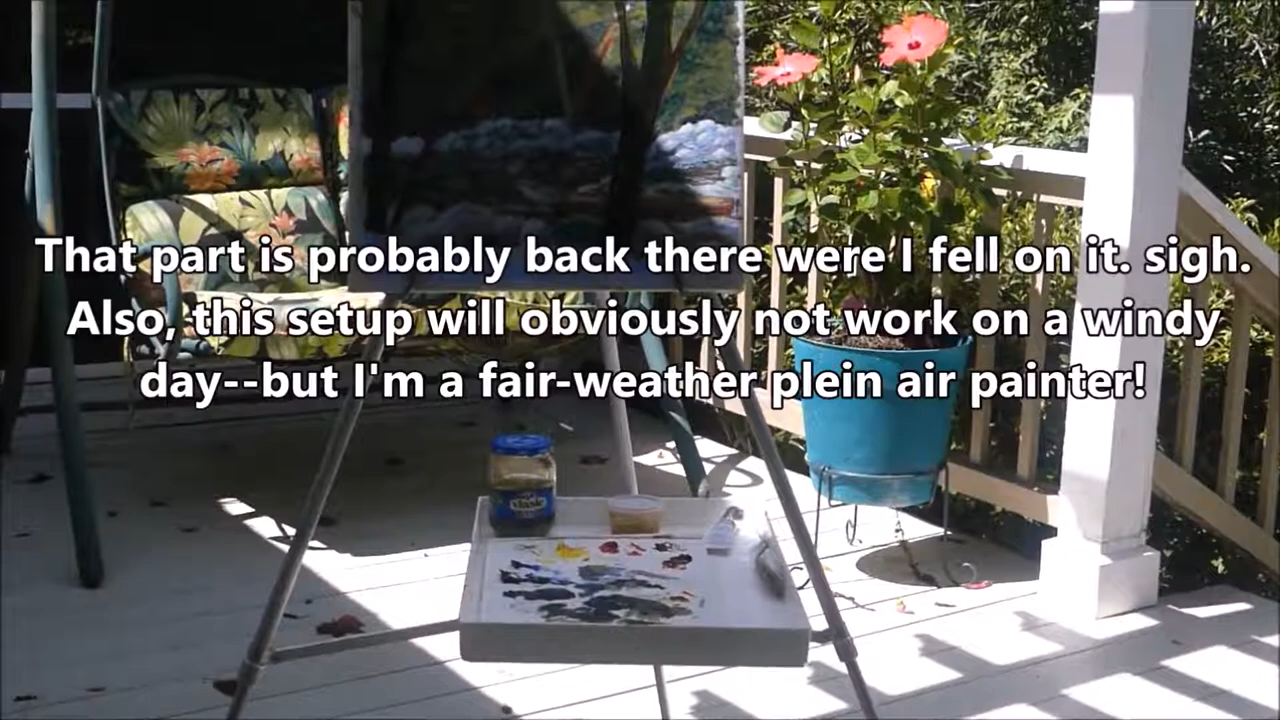 That part is probably back there were I fell on it. sigh.
Also, this setup will obviously not work on a windy
day--but I'm a fair-weather plein air painter!
Vlasic